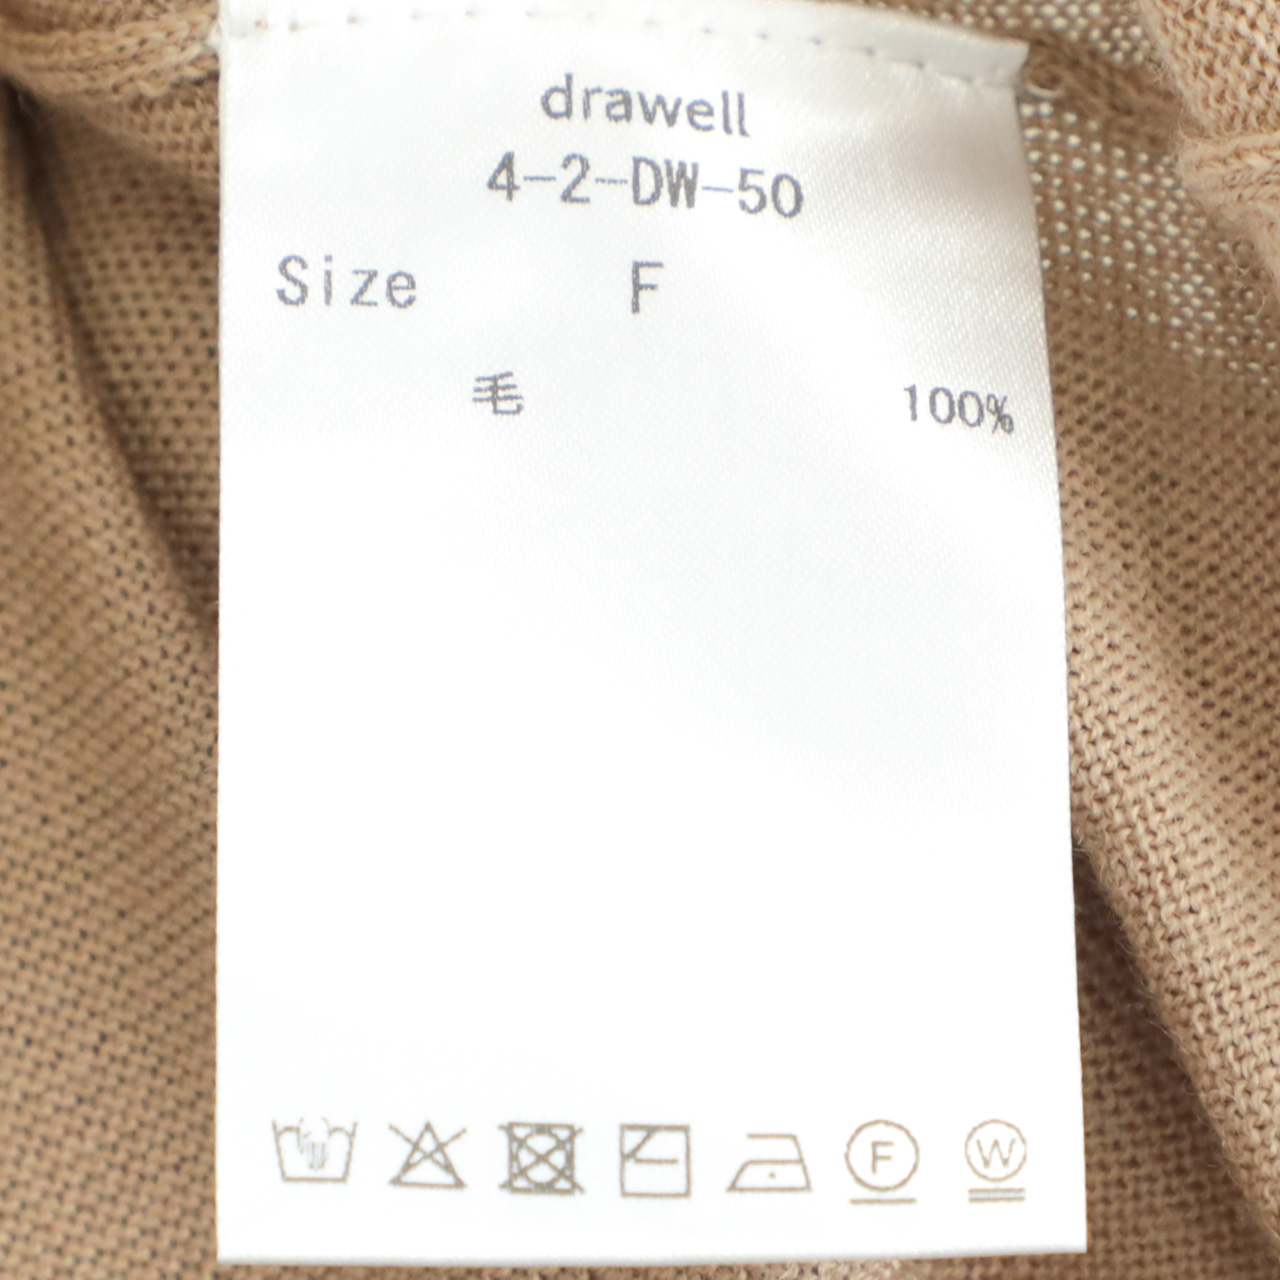 drawell
4-2-DW-50
Size F
毛 100%
F W